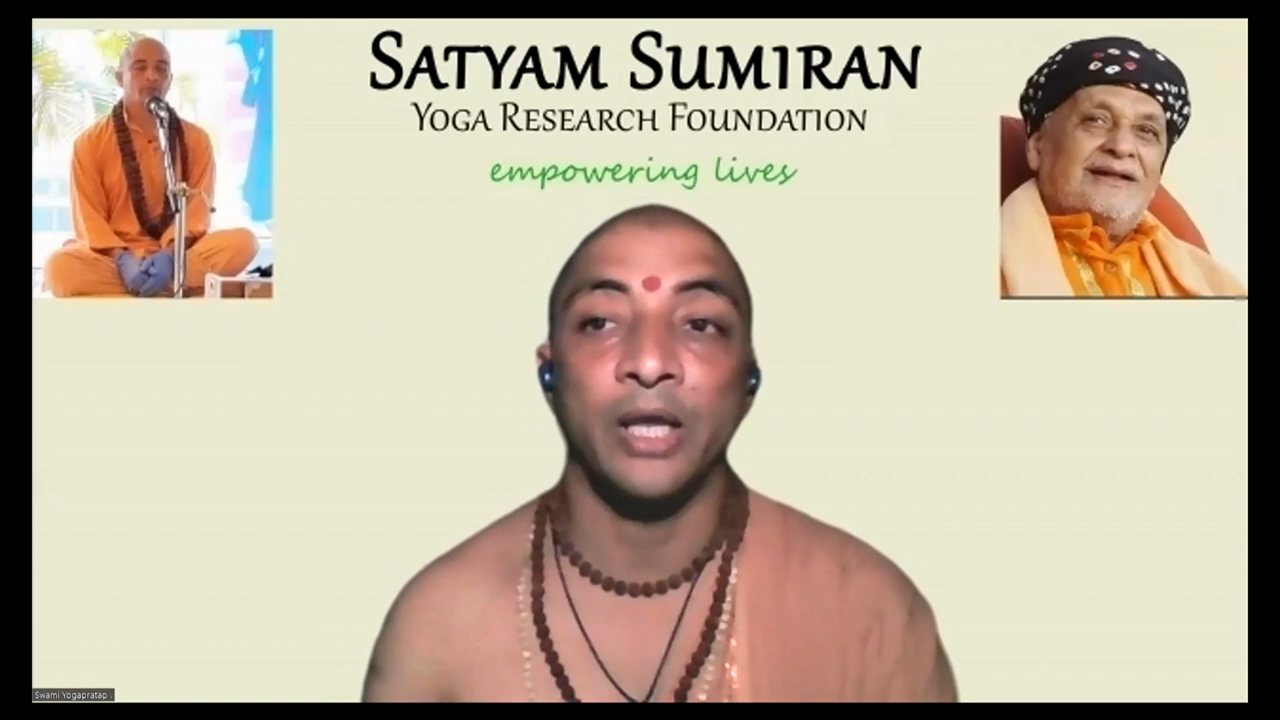 SATYAM SUMIRAN
YOGA RESEARCH FOUNDATION
empowering lives
Swami Yogapratap .